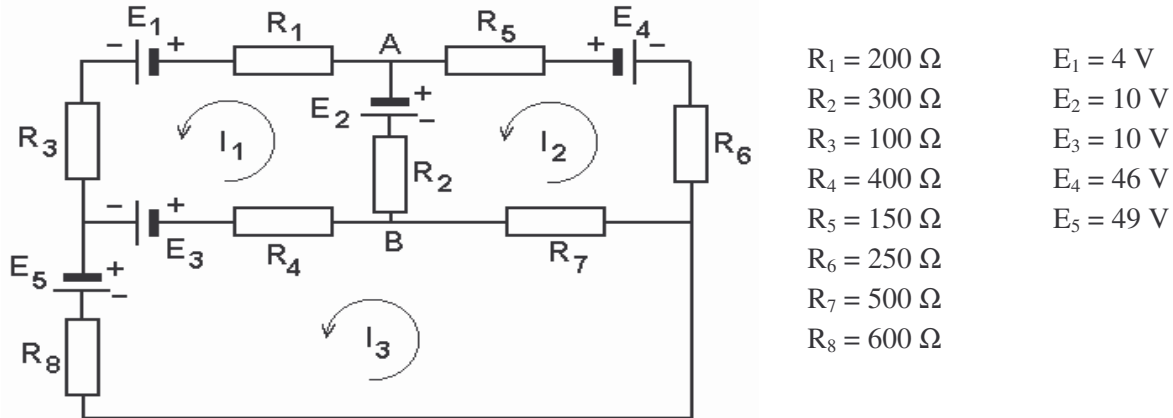 E₁ R₁ A R₅ E₄
− + + −
R₃ I₁ E₂ + − I₂ R₆
R₂
− + E₃ R₄ B R₇
E₅ + −
I₃
R₈
R₁ = 200 Ω E₁ = 4 V
R₂ = 300 Ω E₂ = 10 V
R₃ = 100 Ω E₃ = 10 V
R₄ = 400 Ω E₄ = 46 V
R₅ = 150 Ω E₅ = 49 V
R₆ = 250 Ω
R₇ = 500 Ω
R₈ = 600 Ω